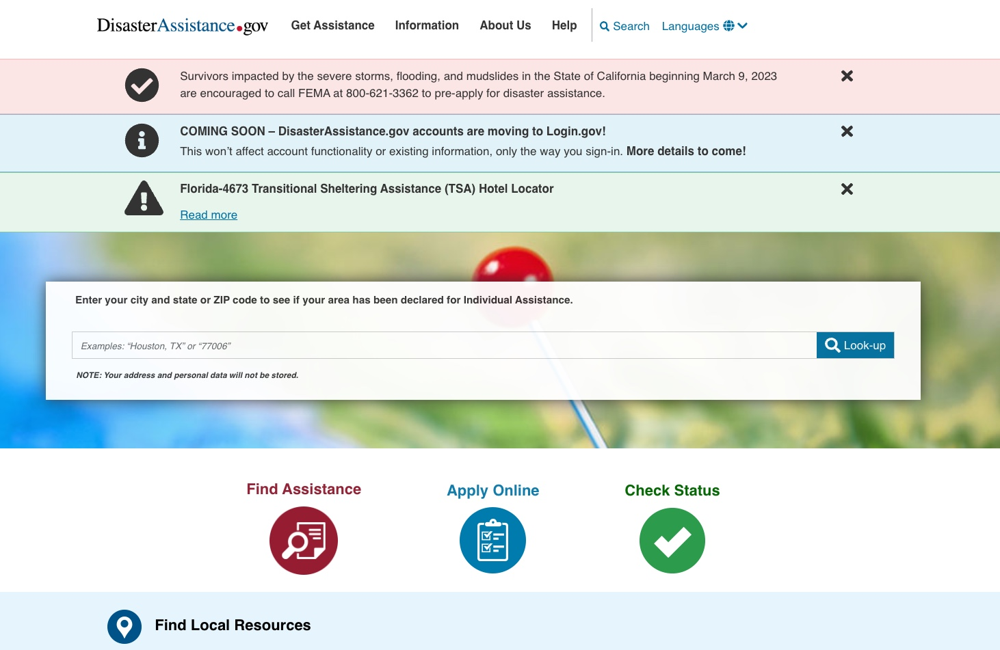 DisasterAssistance.gov
Get Assistance Information About Us Help Search Languages
Survivors impacted by the severe storms, flooding, and mudslides in the State of California beginning March 9, 2023
are encouraged to call FEMA at 800-621-3362 to pre-apply for disaster assistance.
COMING SOON – DisasterAssistance.gov accounts are moving to Login.gov!
This won’t affect account functionality or existing information, only the way you sign-in. More details to come!
Florida-4673 Transitional Sheltering Assistance (TSA) Hotel Locator
Read more
Enter your city and state or ZIP code to see if your area has been declared for Individual Assistance.
Examples: “Houston, TX” or “77006”
Look-up
NOTE: Your address and personal data will not be stored.
Find Assistance
Apply Online
Check Status
Find Local Resources